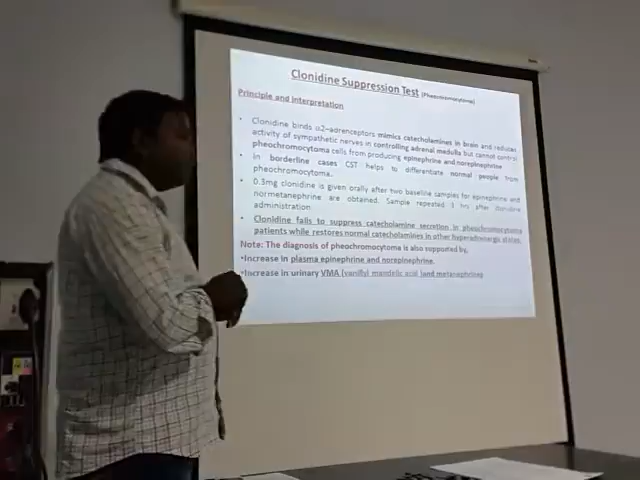 Clonidine Suppression Test (Pheochromocytoma)
Principle and Interpretation
• Clonidine binds α2–adrenceptors mimics catecholamines in brain and reduces
activity of sympathetic nerves in controlling adrenal medulla but cannot control
pheochromocytoma cells from producing epinephrine and norepinephrine
• In borderline cases CST helps to differentiate normal people from
pheochromocytoma.
• 0.3mg clonidine is given orally after two baseline samples for epinephrine and
normetanephrine are obtained. Sample repeated 3 hrs after clonidine
administration
• Clonidine fails to suppress catecholamine secretion in pheochromocytoma
patients while restores normal catecholamines in other hyperadrenergic states.
Note: The diagnosis of pheochromocytoma is also supported by,
•Increase in plasma epinephrine and norepinephrine.
•Increase in urinary VMA (vanillyl mandelic acid )and metanephrines